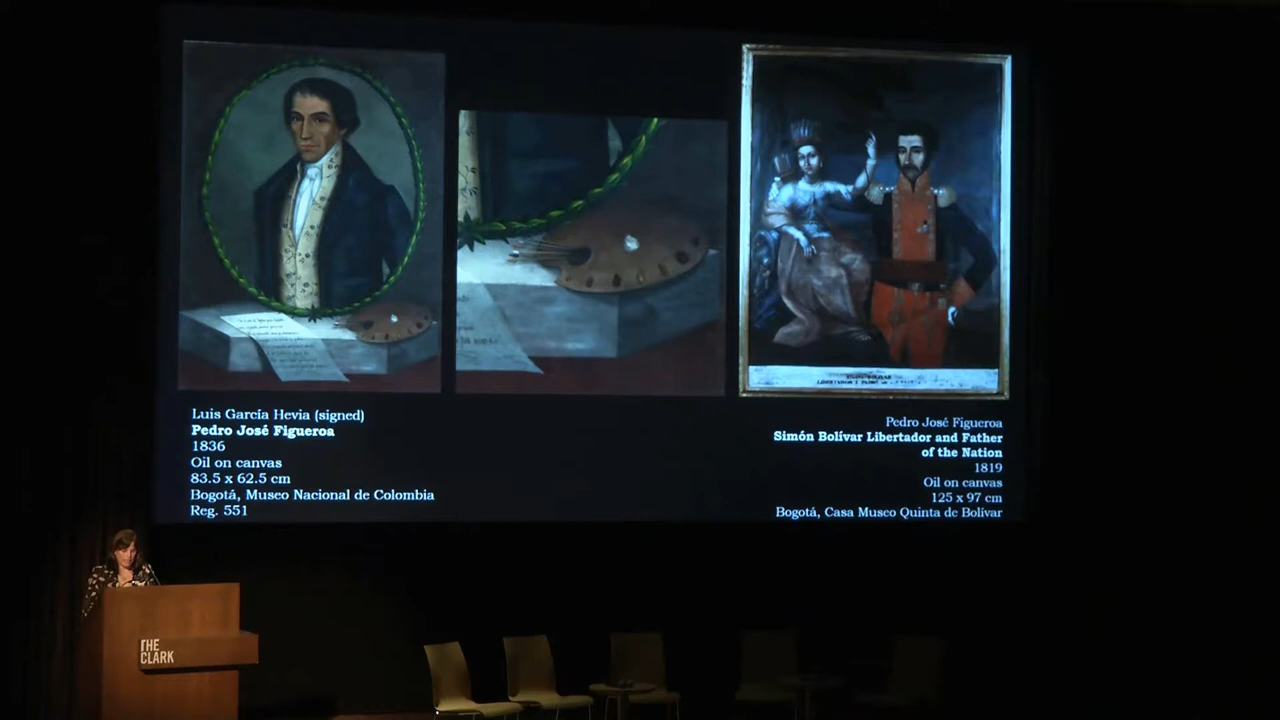 Luis García Hevia (signed)
Pedro José Figueroa
1836
Oil on canvas
83.5 x 62.5 cm
Bogotá, Museo Nacional de Colombia
Reg. 551
Pedro José Figueroa
Simón Bolívar Libertador and Father
of the Nation
1819
Oil on canvas
125 x 97 cm
Bogotá, Casa Museo Quinta de Bolívar
THE
CLARK